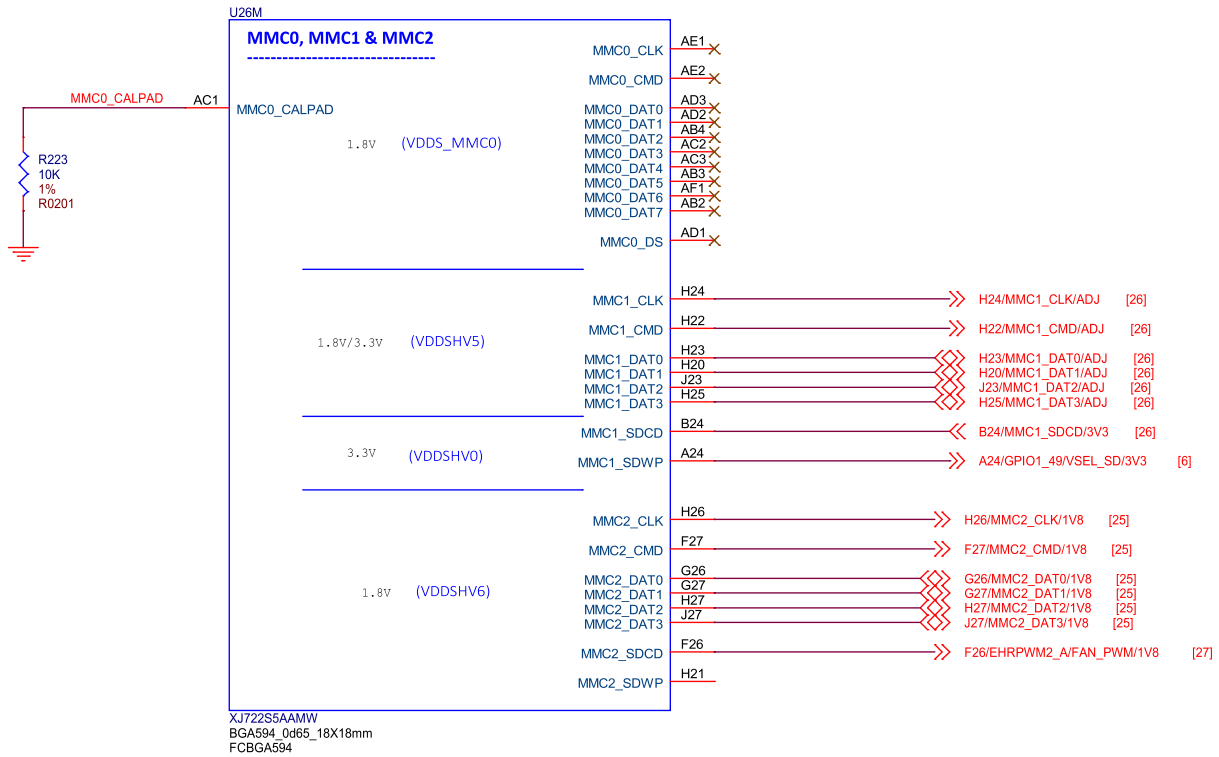 U26M
MMC0, MMC1 & MMC2
--------------------------------
MMC0_CLK AE1
MMC0_CMD AE2
MMC0_CALPAD AC1 MMC0_CALPAD
MMC0_DAT0 AD3
MMC0_DAT1 AD2
MMC0_DAT2 AB4
1.8V (VDDS_MMC0)
MMC0_DAT3 AC2
MMC0_DAT4 AC3
MMC0_DAT5 AB3
MMC0_DAT6 AF1
MMC0_DAT7 AB2
R223
10K
1%
R0201
MMC0_DS AD1
MMC1_CLK H24 H24/MMC1_CLK/ADJ [26]
MMC1_CMD H22 H22/MMC1_CMD/ADJ [26]
1.8V/3.3V (VDDSHV5)
MMC1_DAT0 H23 H23/MMC1_DAT0/ADJ [26]
MMC1_DAT1 H20 H20/MMC1_DAT1/ADJ [26]
MMC1_DAT2 J23 J23/MMC1_DAT2/ADJ [26]
MMC1_DAT3 H25 H25/MMC1_DAT3/ADJ [26]
MMC1_SDCD B24 B24/MMC1_SDCD/3V3 [26]
3.3V (VDDSHV0)
MMC1_SDWP A24 A24/GPIO1_49/VSEL_SD/3V3 [6]
MMC2_CLK H26 H26/MMC2_CLK/1V8 [25]
MMC2_CMD F27 F27/MMC2_CMD/1V8 [25]
MMC2_DAT0 G26 G26/MMC2_DAT0/1V8 [25]
1.8V (VDDSHV6)
MMC2_DAT1 G27 G27/MMC2_DAT1/1V8 [25]
MMC2_DAT2 H27 H27/MMC2_DAT2/1V8 [25]
MMC2_DAT3 J27 J27/MMC2_DAT3/1V8 [25]
MMC2_SDCD F26 F26/EHRPWM2_A/FAN_PWM/1V8 [27]
MMC2_SDWP H21
XJ722S5AAMW
BGA594_0d65_18X18mm
FCBGA594